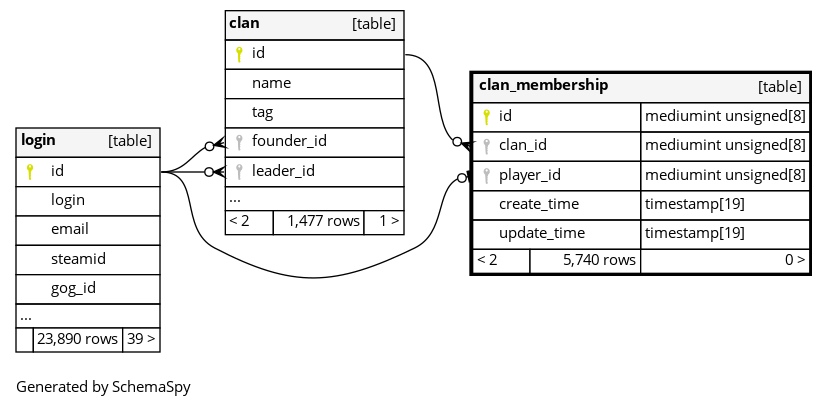 clan [table]
id
name
tag
founder_id
leader_id
...
< 2 1,477 rows 1 >
clan_membership [table]
id mediumint unsigned[8]
clan_id mediumint unsigned[8]
player_id mediumint unsigned[8]
create_time timestamp[19]
update_time timestamp[19]
< 2 5,740 rows 0 >
login [table]
id
login
email
steamid
gog_id
...
23,890 rows 39 >
Generated by SchemaSpy